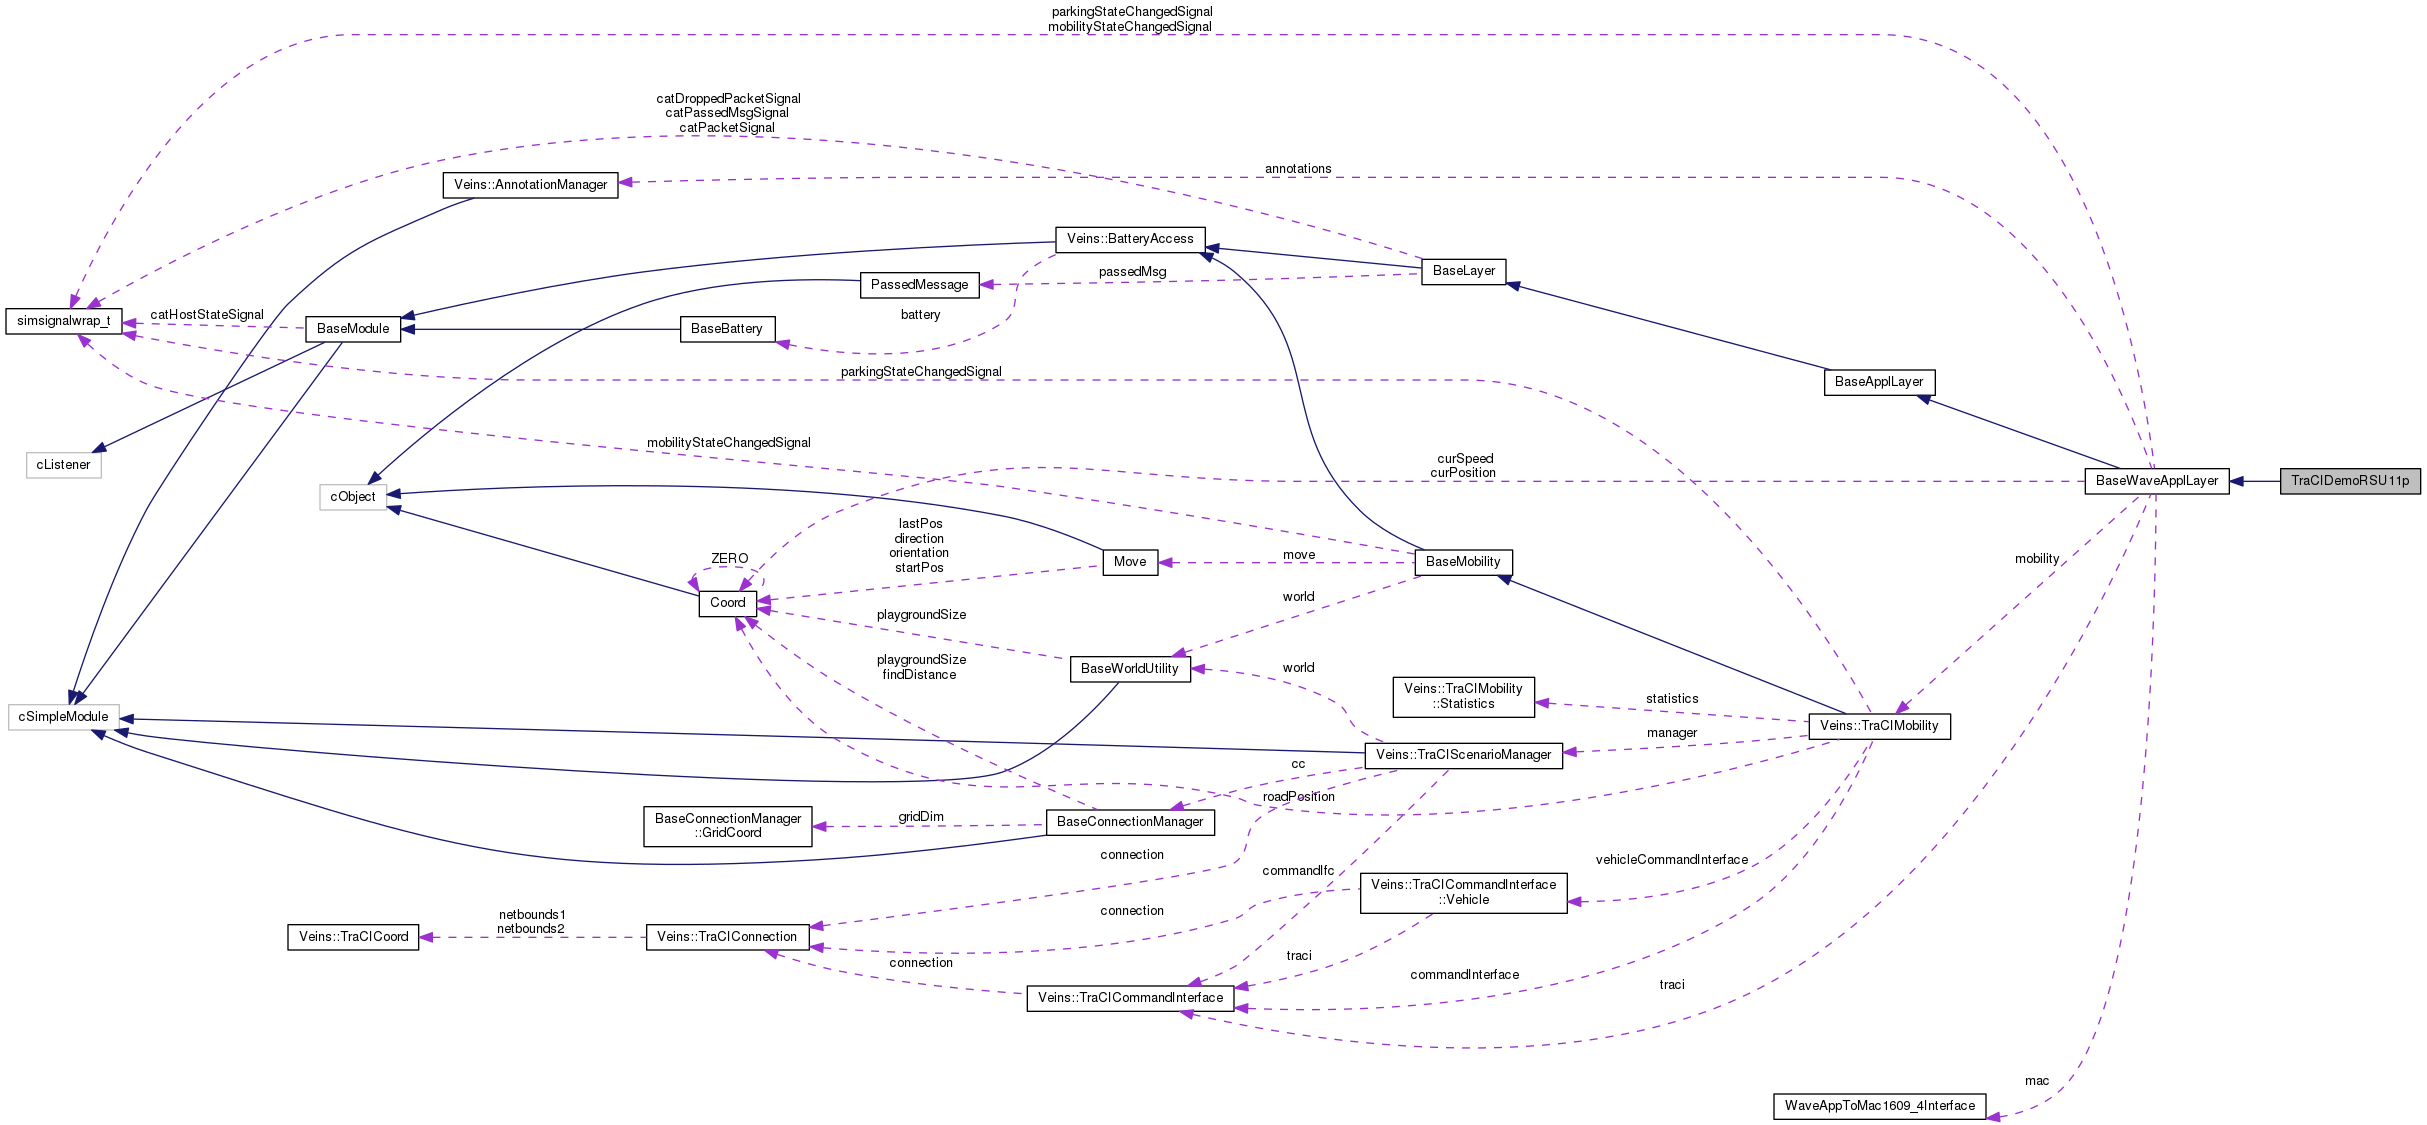 parkingStateChangedSignal
mobilityStateChangedSignal
catDroppedPacketSignal
catPassedMsgSignal
catPacketSignal
annotations
Veins::AnnotationManager
Veins::BatteryAccess
BaseLayer
passedMsg
PassedMessage
simsignalwrap_t
catHostStateSignal
BaseModule
BaseBattery
battery
parkingStateChangedSignal
BaseApplLayer
mobilityStateChangedSignal
cListener
curSpeed
curPosition
BaseWaveApplLayer
TraCIDemoRSU11p
cObject
lastPos
direction
orientation
startPos
ZERO
Move
move
BaseMobility
mobility
Coord
playgroundSize
world
playgroundSize
findDistance
BaseWorldUtility
world
Veins::TraCIMobility
::Statistics
statistics
cSimpleModule
Veins::TraCIMobility
manager
Veins::TraCIScenarioManager
cc
roadPosition
BaseConnectionManager
::GridCoord
gridDim
BaseConnectionManager
connection
commandIfc
vehicleCommandInterface
Veins::TraCICommandInterface
::Vehicle
connection
netbounds1
netbounds2
Veins::TraCICoord
Veins::TraCIConnection
connection
traci
commandInterface
traci
Veins::TraCICommandInterface
mac
WaveAppToMac1609_4Interface